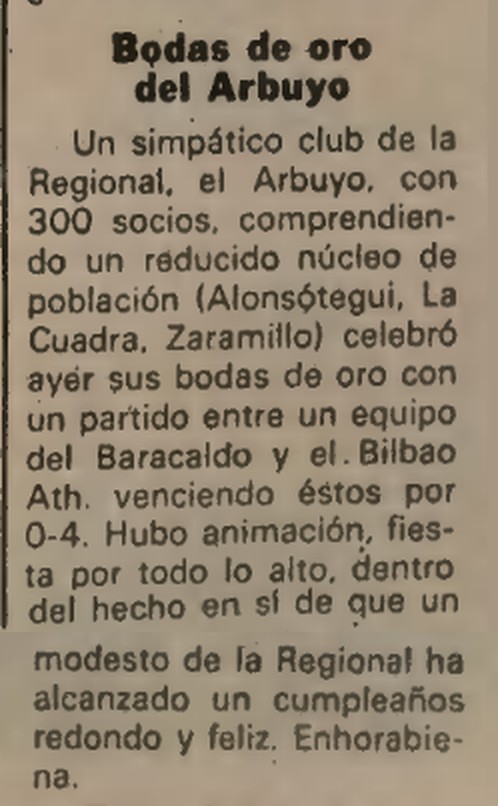 Bodas de oro
del Arbuyo
Un simpático club de la
Regional, el Arbuyo, con
300 socios, comprendien-
do un reducido núcleo de
población (Alonsótegui, La
Cuadra, Zaramillo) celebró
ayer sus bodas de oro con
un partido entre un equipo
del Baracaldo y el Bilbao
Ath. venciendo éstos por
0-4. Hubo animación, fies-
ta por todo lo alto, dentro
del hecho en sí de que un
modesto de la Regional ha
alcanzado un cumpleaños
redondo y feliz. Enhorabie-
na.